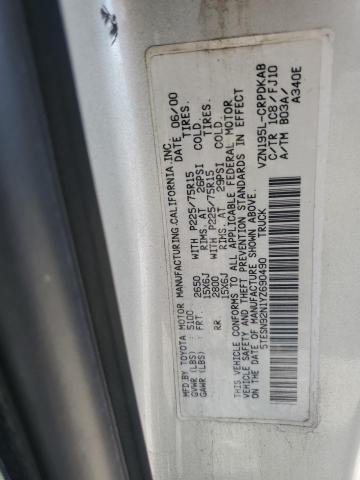 MFD BY TOYOTA MOTOR MANUFACTURING,CALIFORNIA,INC.
GVWR (LBS) 5100 06/00
GAWR (LBS) FRT. 2650 WITH P225/75R15 TIRES.
15X6J RIMS. AT 26PSI COLD.
RR 2800 WITH P225/75R15 TIRES.
15X6J RIMS. AT 29PSI COLD.
THIS VEHICLE CONFORMS TO ALL APPLICABLE FEDERAL MOTOR
VEHICLE SAFETY AND THEFT PREVENTION STANDARDS IN EFFECT
ON THE DATE OF MANUFACTURE SHOWN ABOVE.
5TESN92N1YZ690490 TRUCK
VZN195L-CRPDKAB
C/TR 1C8/FJ10
A/TM B03A/
A340E